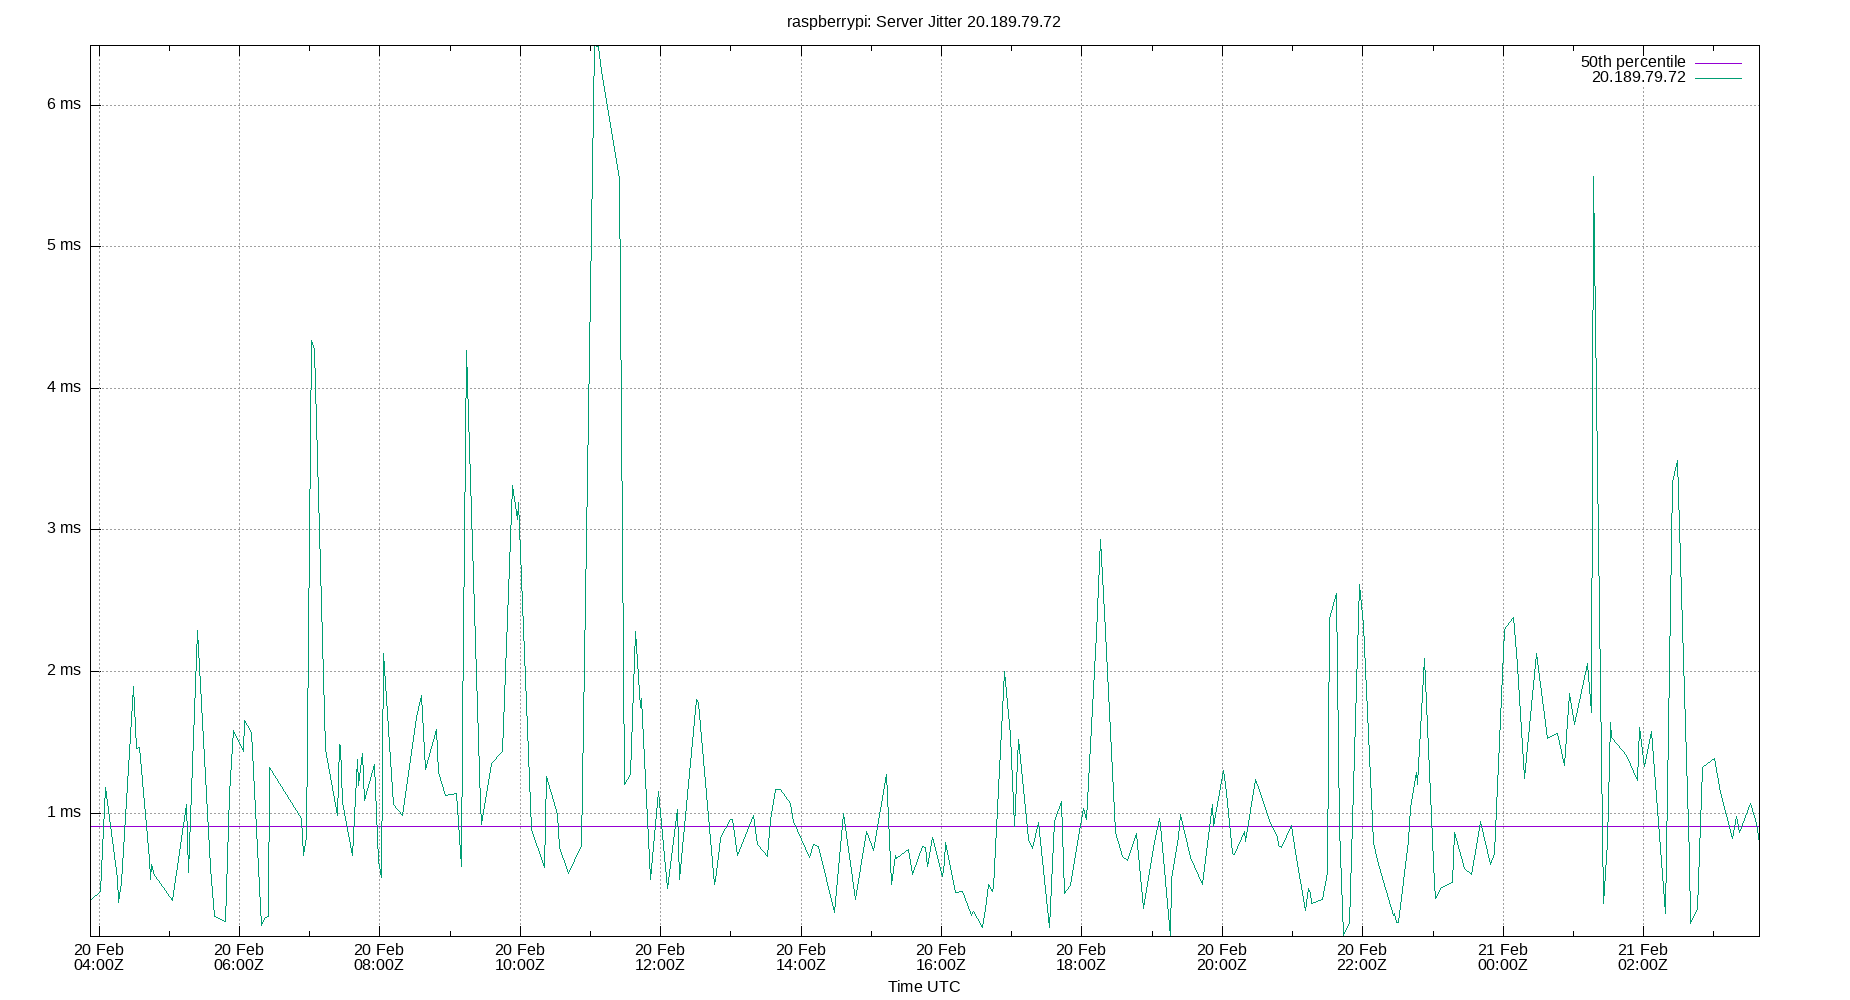 raspberrypi: Server Jitter 20.189.79.72
50th percentile
20.189.79.72
6 ms
5 ms
4 ms
3 ms
2 ms
1 ms
20 Feb 20 Feb 20 Feb 20 Feb 20 Feb 20 Feb 20 Feb 20 Feb 20 Feb 20 Feb 21 Feb 21 Feb
04:00Z 06:00Z 08:00Z 10:00Z 12:00Z 14:00Z 16:00Z 18:00Z 20:00Z 22:00Z 00:00Z 02:00Z
Time UTC